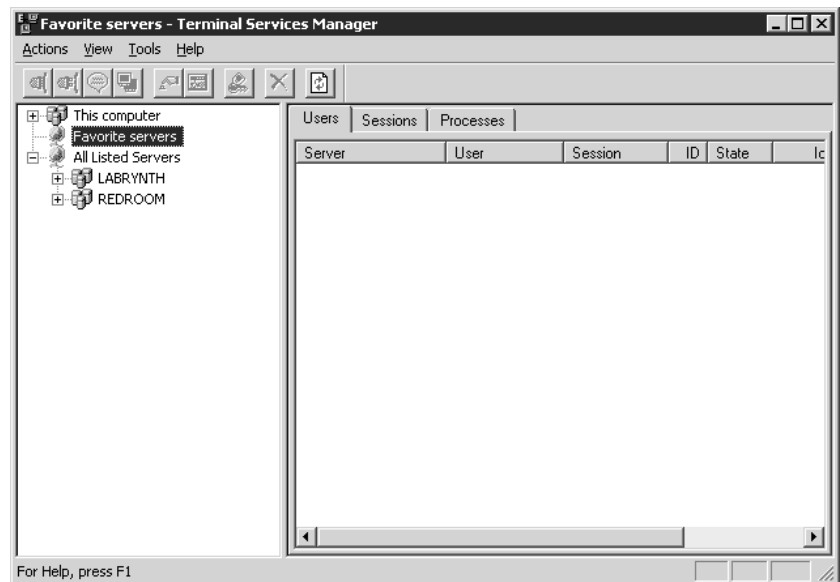 Favorite servers - Terminal Services Manager
Actions View Tools Help
This computer
Favorite servers
All Listed Servers
LABRYNTH
REDROOM
Users Sessions Processes
Server User Session ID State
For Help, press F1